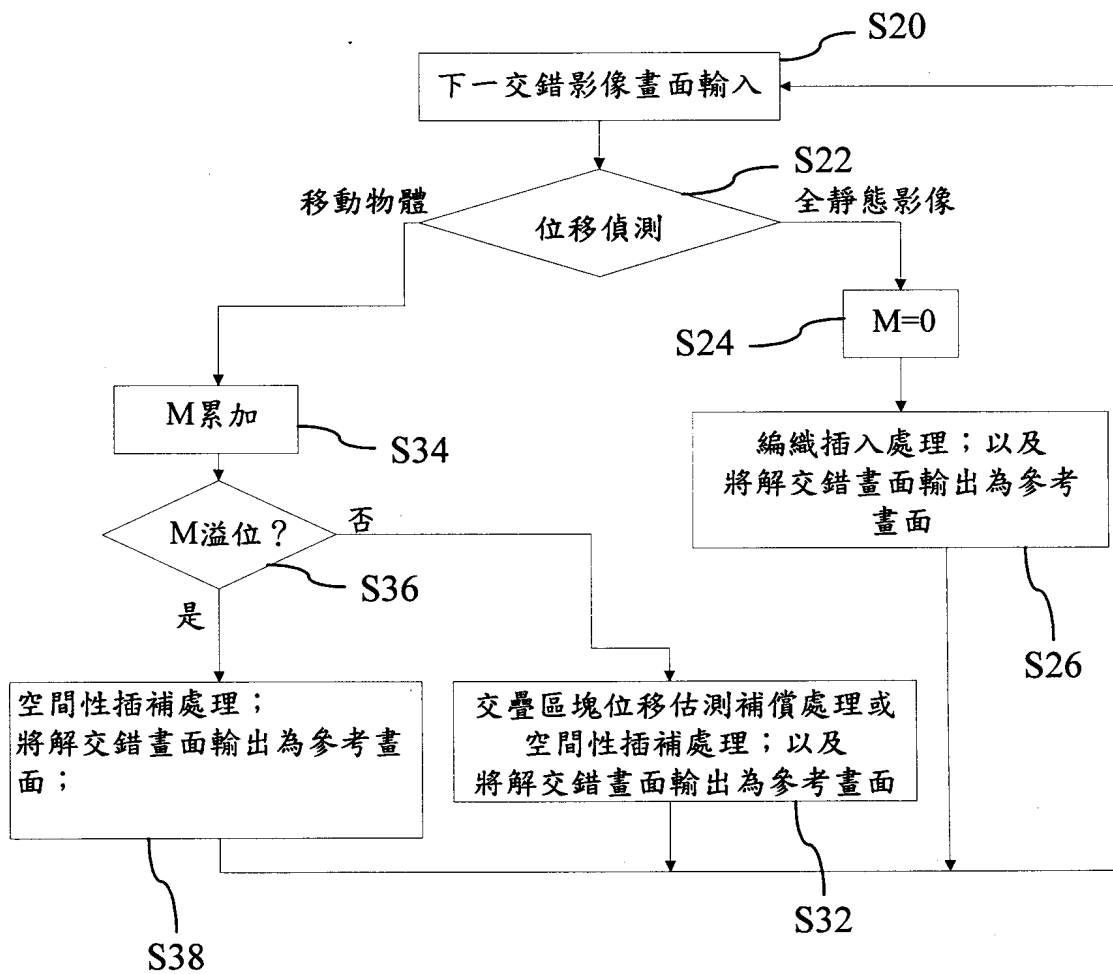 S20
下一交錯影像畫面輸入
S22
移動物體
全靜態影像
位移偵測
M=0
S24
M累加
S34
編織插入處理；以及
將解交錯畫面輸出為參考
畫面
M溢位？
否
S36
是
S26
空間性插補處理；
將解交錯畫面輸出為參考畫
面；
交疊區塊位移估測補償處理或
空間性插補處理；以及
將解交錯畫面輸出為參考畫面
S32
S38